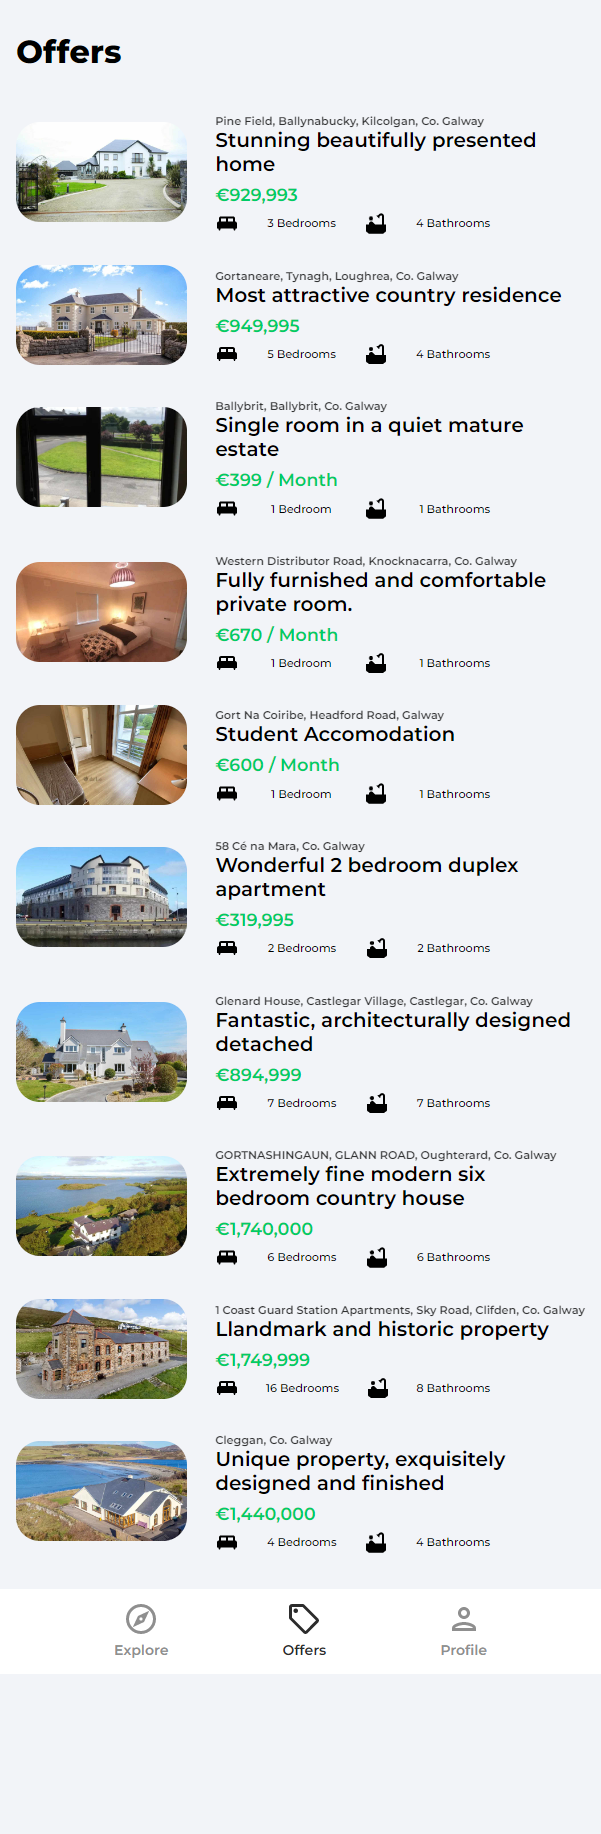 Offers
Pine Field, Ballynabucky, Kilcolgan, Co. Galway
Stunning beautifully presented
home
€929,993
3 Bedrooms 4 Bathrooms
Gortaneare, Tynagh, Loughrea, Co. Galway
Most attractive country residence
€949,995
5 Bedrooms 4 Bathrooms
Ballybrit, Ballybrit, Co. Galway
Single room in a quiet mature
estate
€399 / Month
1 Bedroom 1 Bathrooms
Western Distributor Road, Knocknacarra, Co. Galway
Fully furnished and comfortable
private room.
€670 / Month
1 Bedroom 1 Bathrooms
Gort Na Coiribe, Headford Road, Galway
Student Accomodation
€600 / Month
1 Bedroom 1 Bathrooms
58 Cé na Mara, Co. Galway
Wonderful 2 bedroom duplex
apartment
€319,995
2 Bedrooms 2 Bathrooms
Glenard House, Castlegar Village, Castlegar, Co. Galway
Fantastic, architecturally designed
detached
€894,999
7 Bedrooms 7 Bathrooms
GORTNASHINGAUN, GLANN ROAD, Oughterard, Co. Galway
Extremely fine modern six
bedroom country house
€1,740,000
6 Bedrooms 6 Bathrooms
1 Coast Guard Station Apartments, Sky Road, Clifden, Co. Galway
Llandmark and historic property
€1,749,999
16 Bedrooms 8 Bathrooms
Cleggan, Co. Galway
Unique property, exquisitely
designed and finished
€1,440,000
4 Bedrooms 4 Bathrooms
Explore Offers Profile